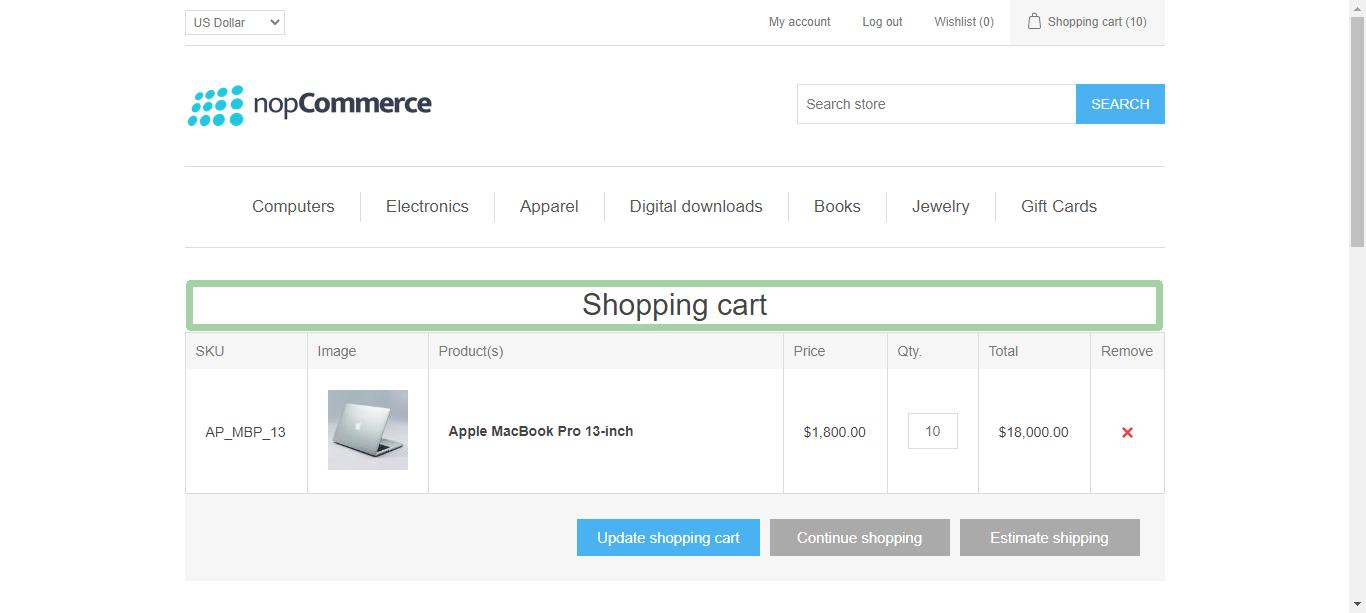 US Dollar My account Log out Wishlist (0) Shopping cart (10)
nopCommerce Search store SEARCH
Computers Electronics Apparel Digital downloads Books Jewelry Gift Cards
Shopping cart
SKU Image Product(s) Price Qty. Total Remove
AP_MBP_13 Apple MacBook Pro 13-inch $1,800.00 10 $18,000.00
Update shopping cart Continue shopping Estimate shipping